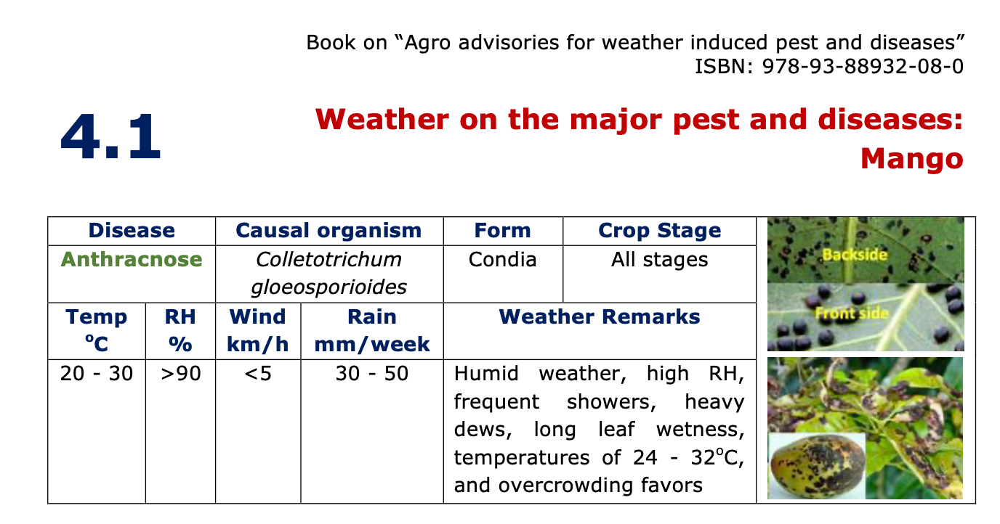 Book on “Agro advisories for weather induced pest and diseases”
ISBN: 978-93-88932-08-0
4.1
Weather on the major pest and diseases:
Mango
Disease Causal organism Form Crop Stage
Anthracnose Colletotrichum gloeosporioides Condia All stages
Temp °C RH % Wind km/h Rain mm/week Weather Remarks
20 - 30 >90 <5 30 - 50 Humid weather, high RH,
frequent showers, heavy
dews, long leaf wetness,
temperatures of 24 - 32°C,
and overcrowding favors
Backside
Front side